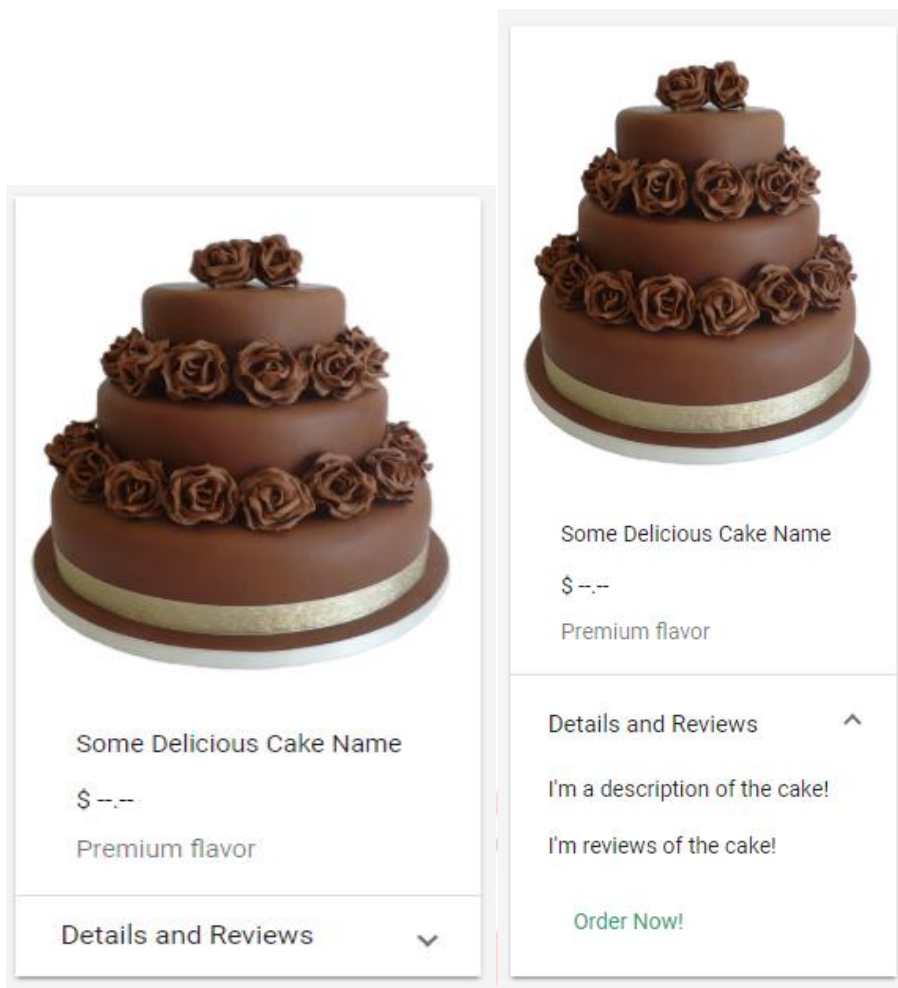 Some Delicious Cake Name
$ --.--
Premium flavor
Details and Reviews
Some Delicious Cake Name
$ --.--
Premium flavor
Details and Reviews
I'm a description of the cake!
I'm reviews of the cake!
Order Now!